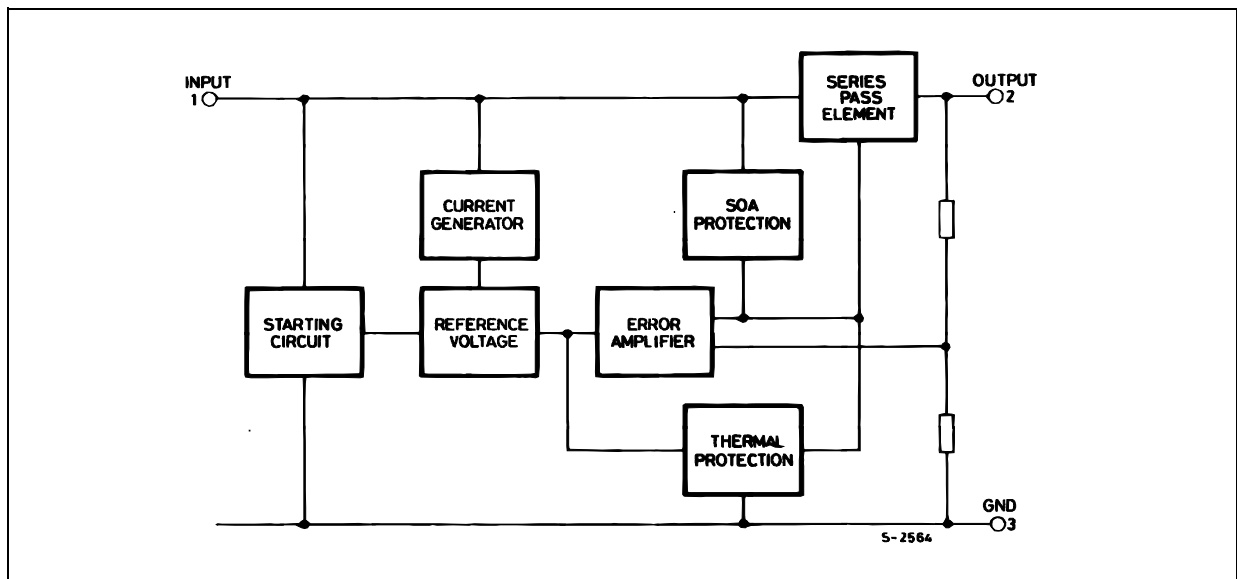 INPUT
1
SERIES
PASS
ELEMENT
OUTPUT
2
CURRENT
GENERATOR
SOA
PROTECTION
STARTING
CIRCUIT
REFERENCE
VOLTAGE
ERROR
AMPLIFIER
THERMAL
PROTECTION
GND
3
S-2564